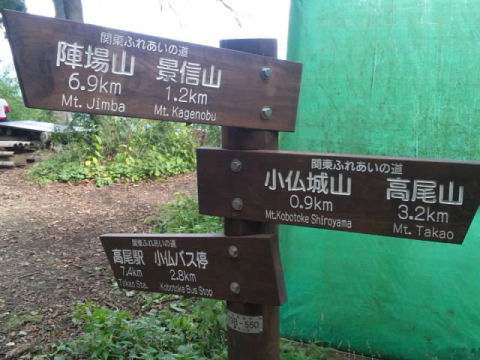 関東ふれあいの道
陣場山 景信山
6.9km 1.2km
Mt. Jimba Mt. Kagenobu
関東ふれあいの道
小仏城山 高尾山
0.9km 3.2km
Mt.Kobotoke Shiroyama Mt. Takao
関東ふれあいの道
高尾駅 小仏バス停
7.4km 2.8km
Takao Sta. Kobotoke Bus Stop